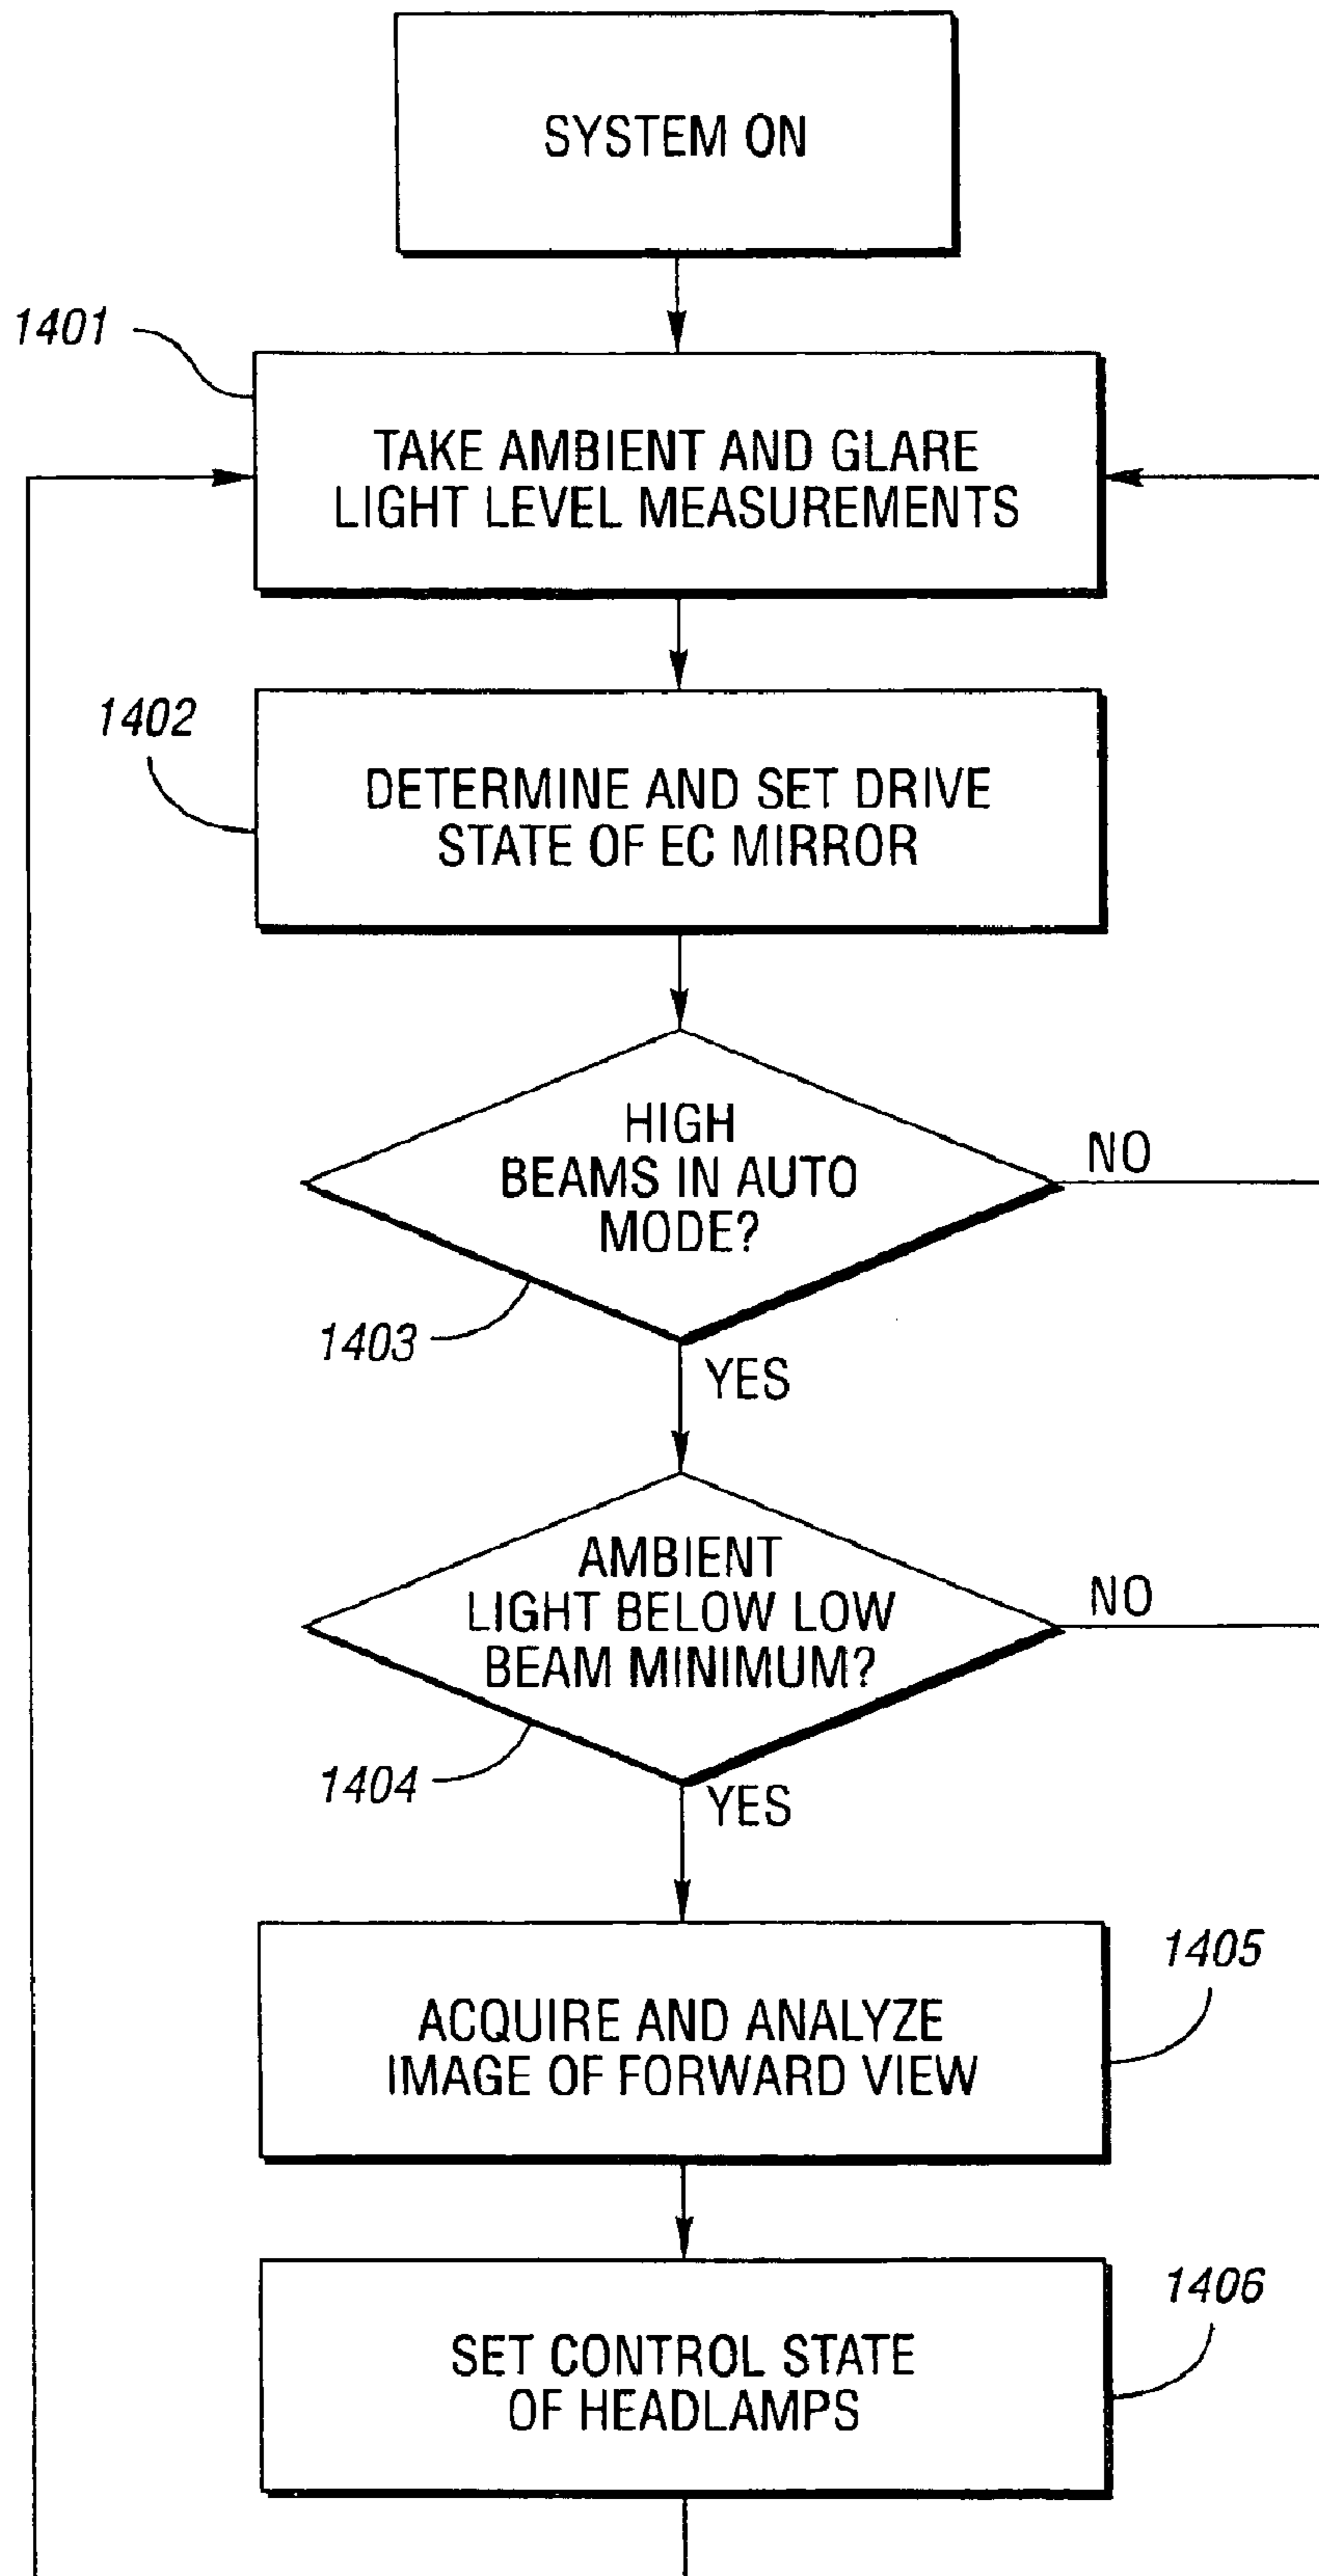 SYSTEM ON
1401
TAKE AMBIENT AND GLARE
LIGHT LEVEL MEASUREMENTS
1402
DETERMINE AND SET DRIVE
STATE OF EC MIRROR
HIGH
BEAMS IN AUTO
MODE?
NO
1403
YES
AMBIENT
LIGHT BELOW LOW
BEAM MINIMUM?
NO
1404
YES
1405
ACQUIRE AND ANALYZE
IMAGE OF FORWARD VIEW
1406
SET CONTROL STATE
OF HEADLAMPS